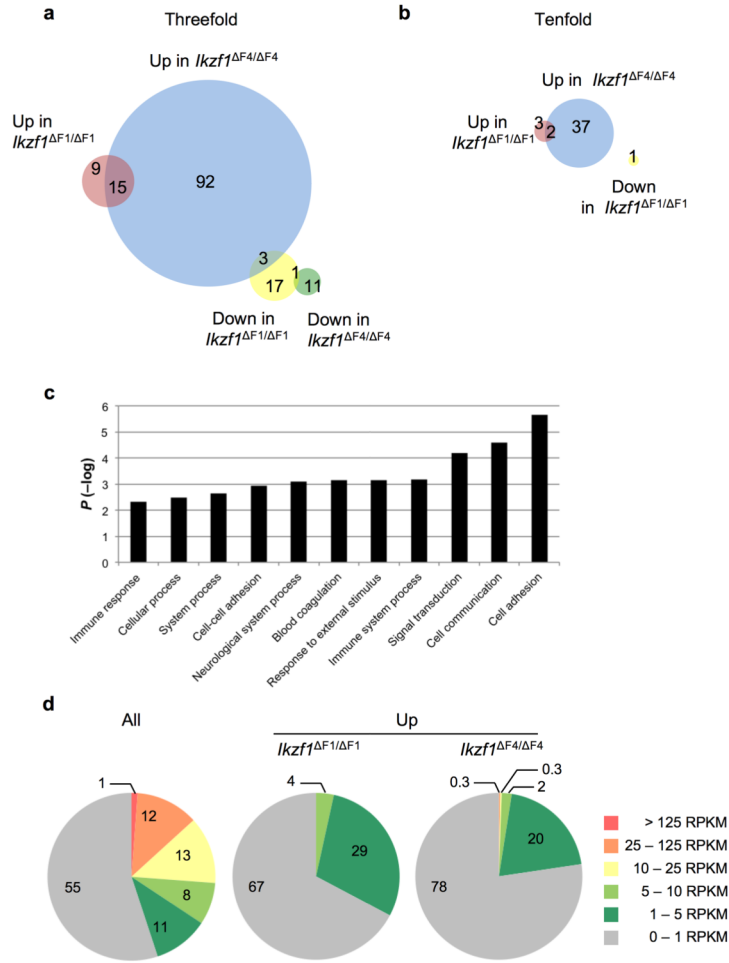 a
Threefold
Up in Ikzf1ΔF4/ΔF4
Up in
Ikzf1ΔF1/ΔF1
9
15
92
3
17
1
11
Down in
Ikzf1ΔF1/ΔF1
Down in
Ikzf1ΔF4/ΔF4
b
Tenfold
Up in Ikzf1ΔF4/ΔF4
Up in
Ikzf1ΔF1/ΔF1
3
2
37
1
Down
in Ikzf1ΔF1/ΔF1
c
P (–log)
6
5
4
3
2
1
0
Immune response
Cellular process
System process
Cell-cell adhesion
Neurological system process
Blood coagulation
Response to external stimulus
Immune system process
Signal transduction
Cell communication
Cell adhesion
d
All
1
12
13
8
11
55
Up
Ikzf1ΔF1/ΔF1
4
29
67
Ikzf1ΔF4/ΔF4
0.3
0.3
2
20
78
> 125 RPKM
25 – 125 RPKM
10 – 25 RPKM
5 – 10 RPKM
1 – 5 RPKM
0 – 1 RPKM